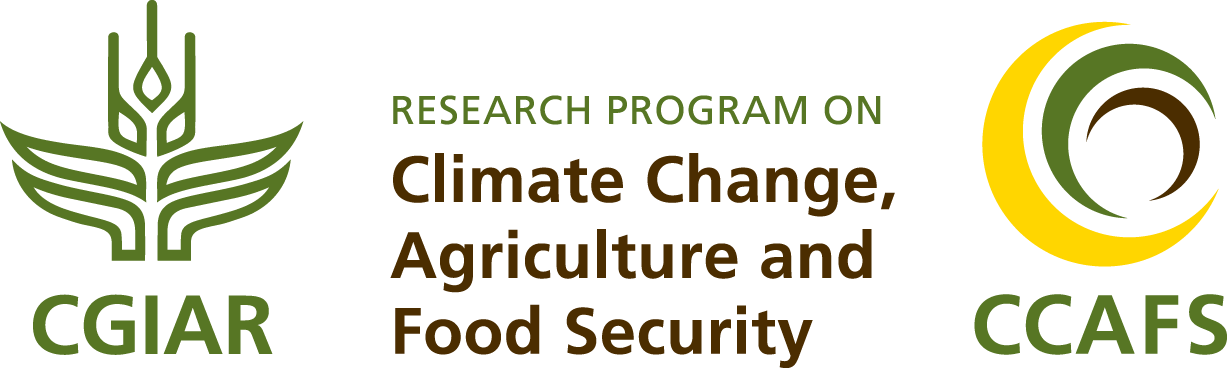 CGIAR
RESEARCH PROGRAM ON
Climate Change,
Agriculture and
Food Security
CCAFS